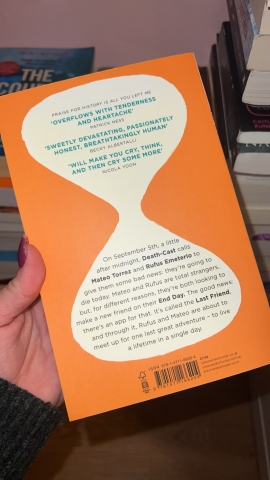 THE
PRAISE FOR HISTORY IS ALL YOU LEFT ME
'OVERFLOWS WITH TENDERNESS
AND HEARTACHE'
PATRICK NESS
'SWEETLY DEVASTATING, PASSIONATELY
HONEST, BREATHTAKINGLY HUMAN'
BECKY ALBERTALLI
'WILL MAKE YOU CRY, THINK,
AND THEN CRY SOME MORE'
NICOLA YOON
On September 5th, a little
after midnight, Death-Cast calls
Mateo Torrez and Rufus Emeterio to
give them some bad news: they're going to
die today. Mateo and Rufus are total strangers,
but, for different reasons, they're both looking to
make a new friend on their End Day. The good news:
there's an app for that. It's called the Last Friend,
and through it, Rufus and Mateo are about to
meet up for one last great adventure – to live
a lifetime in a single day.